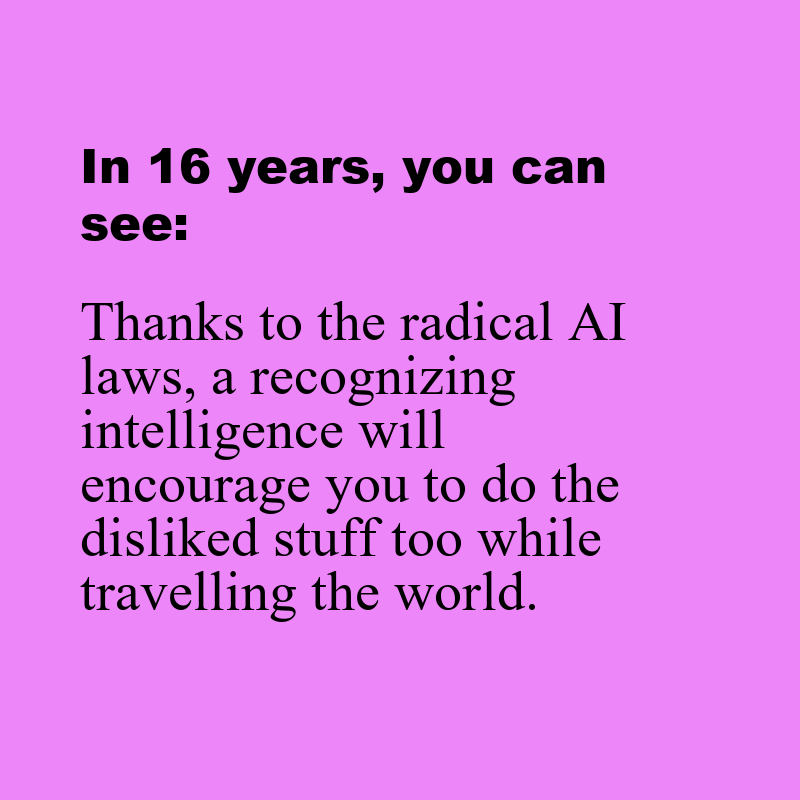 In 16 years, you can
see:
Thanks to the radical AI
laws, a recognizing
intelligence will
encourage you to do the
disliked stuff too while
travelling the world.